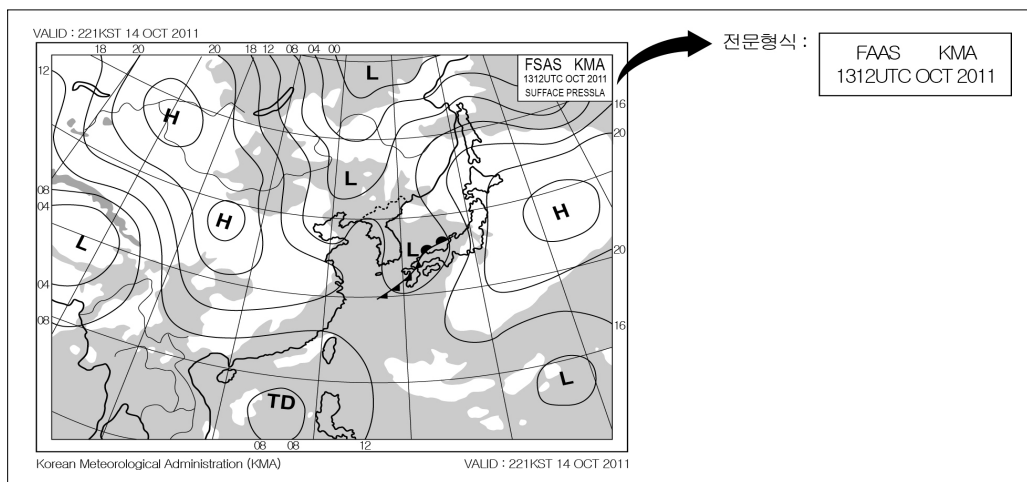 VALID : 221KST 14 OCT 2011
전문형식 :
FAAS KMA
1312UTC OCT 2011
18 20 20 18 12 08 04 00
FSAS KMA
1312UTC OCT 2011
SUFFACE PRESSLA
12
L
16
H
20
L
08
04
H
H
L
L
20
04
08
16
L
TD
08 08 12
Korean Meteorological Administration (KMA)
VALID : 221KST 14 OCT 2011